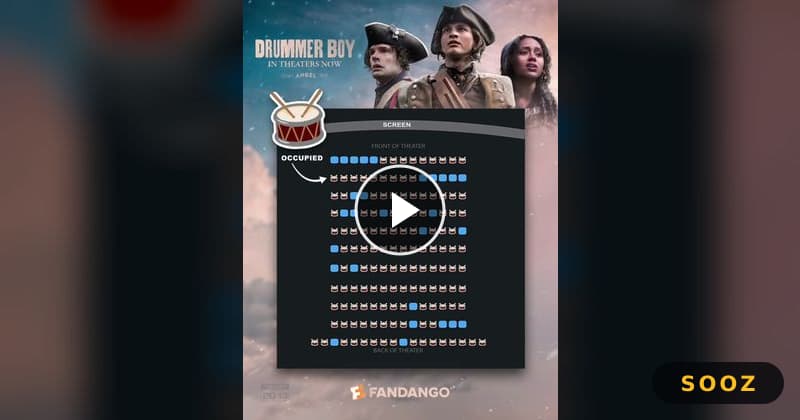 DRUMMER BOY
IN THEATERS NOW
ANGEL
SCREEN
FRONT OF THEATER
OCCUPIED
BACK OF THEATER
FANDANGO
SOOZ